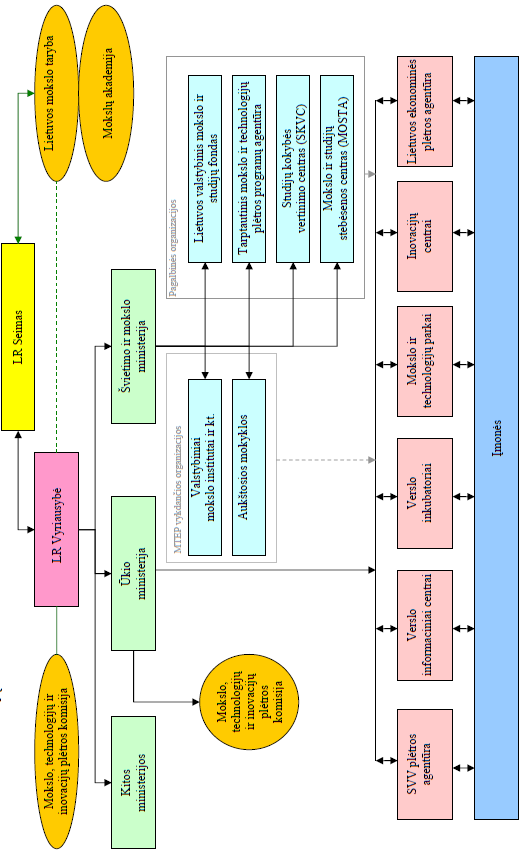 LR Seimas
Mokslo, technologijų ir
inovacijų plėtros komisija
LR Vyriausybė
Lietuvos mokslo taryba
Mokslų akademija
Kitos
ministerijos
Ūkio
ministerija
Švietimo ir mokslo
ministerija
Mokslo,
technologijų
ir inovacijų
plėtros
komisija
MTEP vykdančios organizacijos
Valstybiniai
mokslo institutai ir kt.
Aukštosios mokyklos
Pagalbinės organizacijos
Lietuvos valstybinis mokslo ir
studijų fondas
Tarptautinis mokslo ir technologijų
plėtros programų agentūra
Studijų kokybės
vertinimo centras (SKVC)
Mokslo ir studijų
stebėsenos centras (MOSTA)
SVV plėtros
agentūra
Verslo
informaciniai centrai
Verslo
inkubatoriai
Mokslo ir
technologijų parkai
Inovacijų
centrai
Lietuvos ekonominės
plėtros agentūra
Įmonės